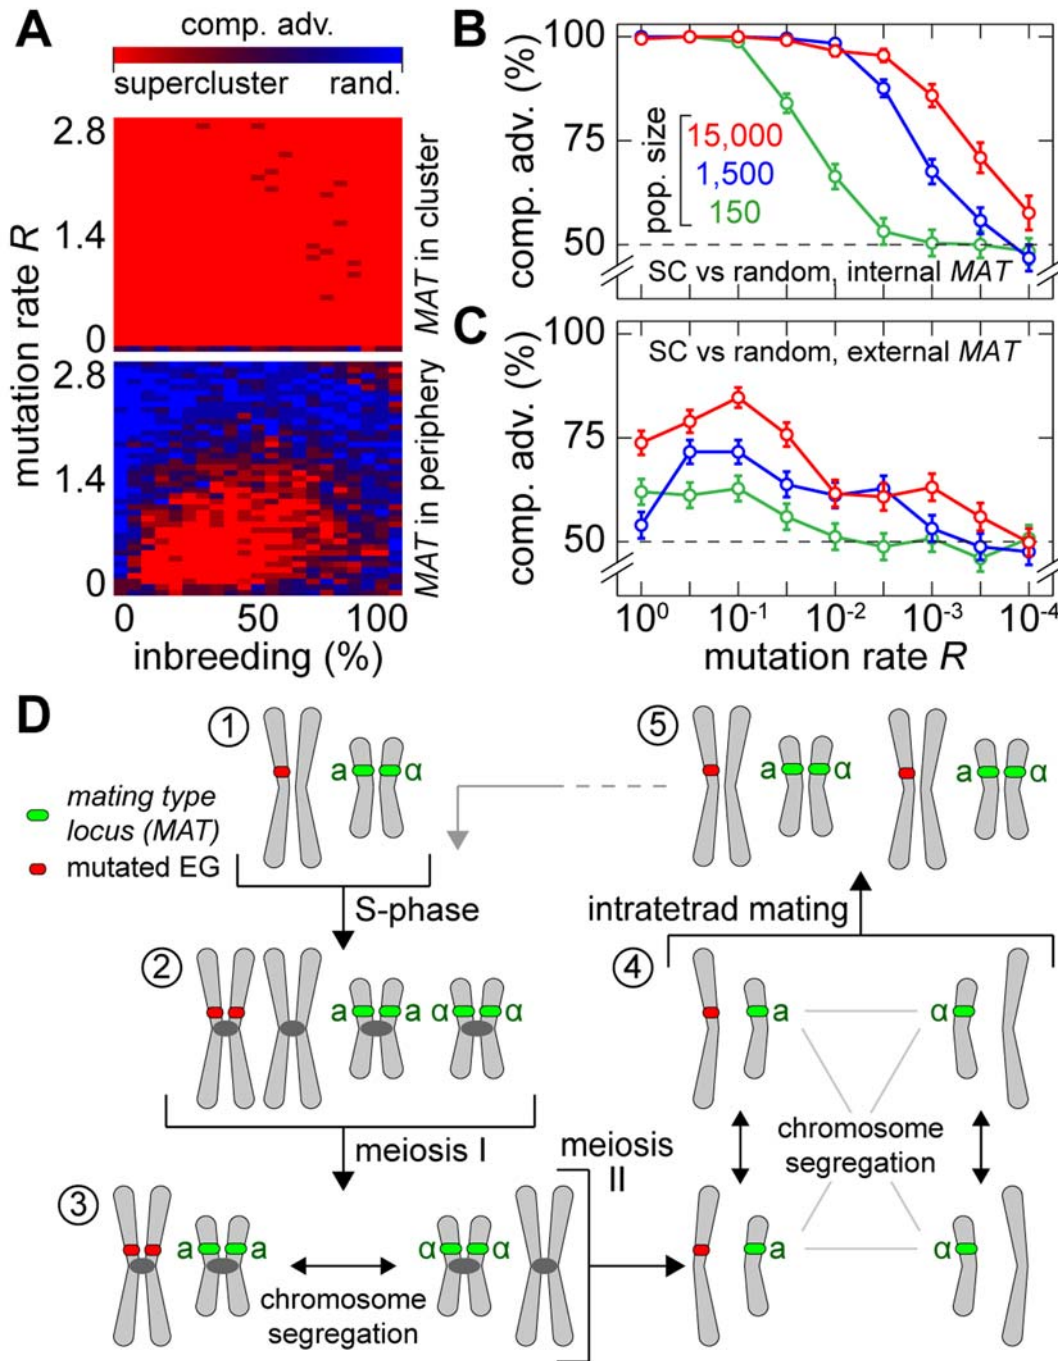 A
comp. adv.
supercluster rand.
mutation rate R
2.8
1.4
0
MAT in cluster
2.8
1.4
0
MAT in periphery
0 50 100
inbreeding (%)
B
comp. adv. (%)
100
75
50
pop. size
15,000
1,500
150
SC vs random, internal MAT
C
comp. adv. (%)
100
75
50
SC vs random, external MAT
10⁰ 10⁻¹ 10⁻² 10⁻³ 10⁻⁴
mutation rate R
D
mating type
locus (MAT)
mutated EG
1
a α
S-phase
2
a a α α
meiosis I
3
a a α α
chromosome
segregation
meiosis
II
4
a α
chromosome
segregation
a α
intratetrad mating
5
a α a α